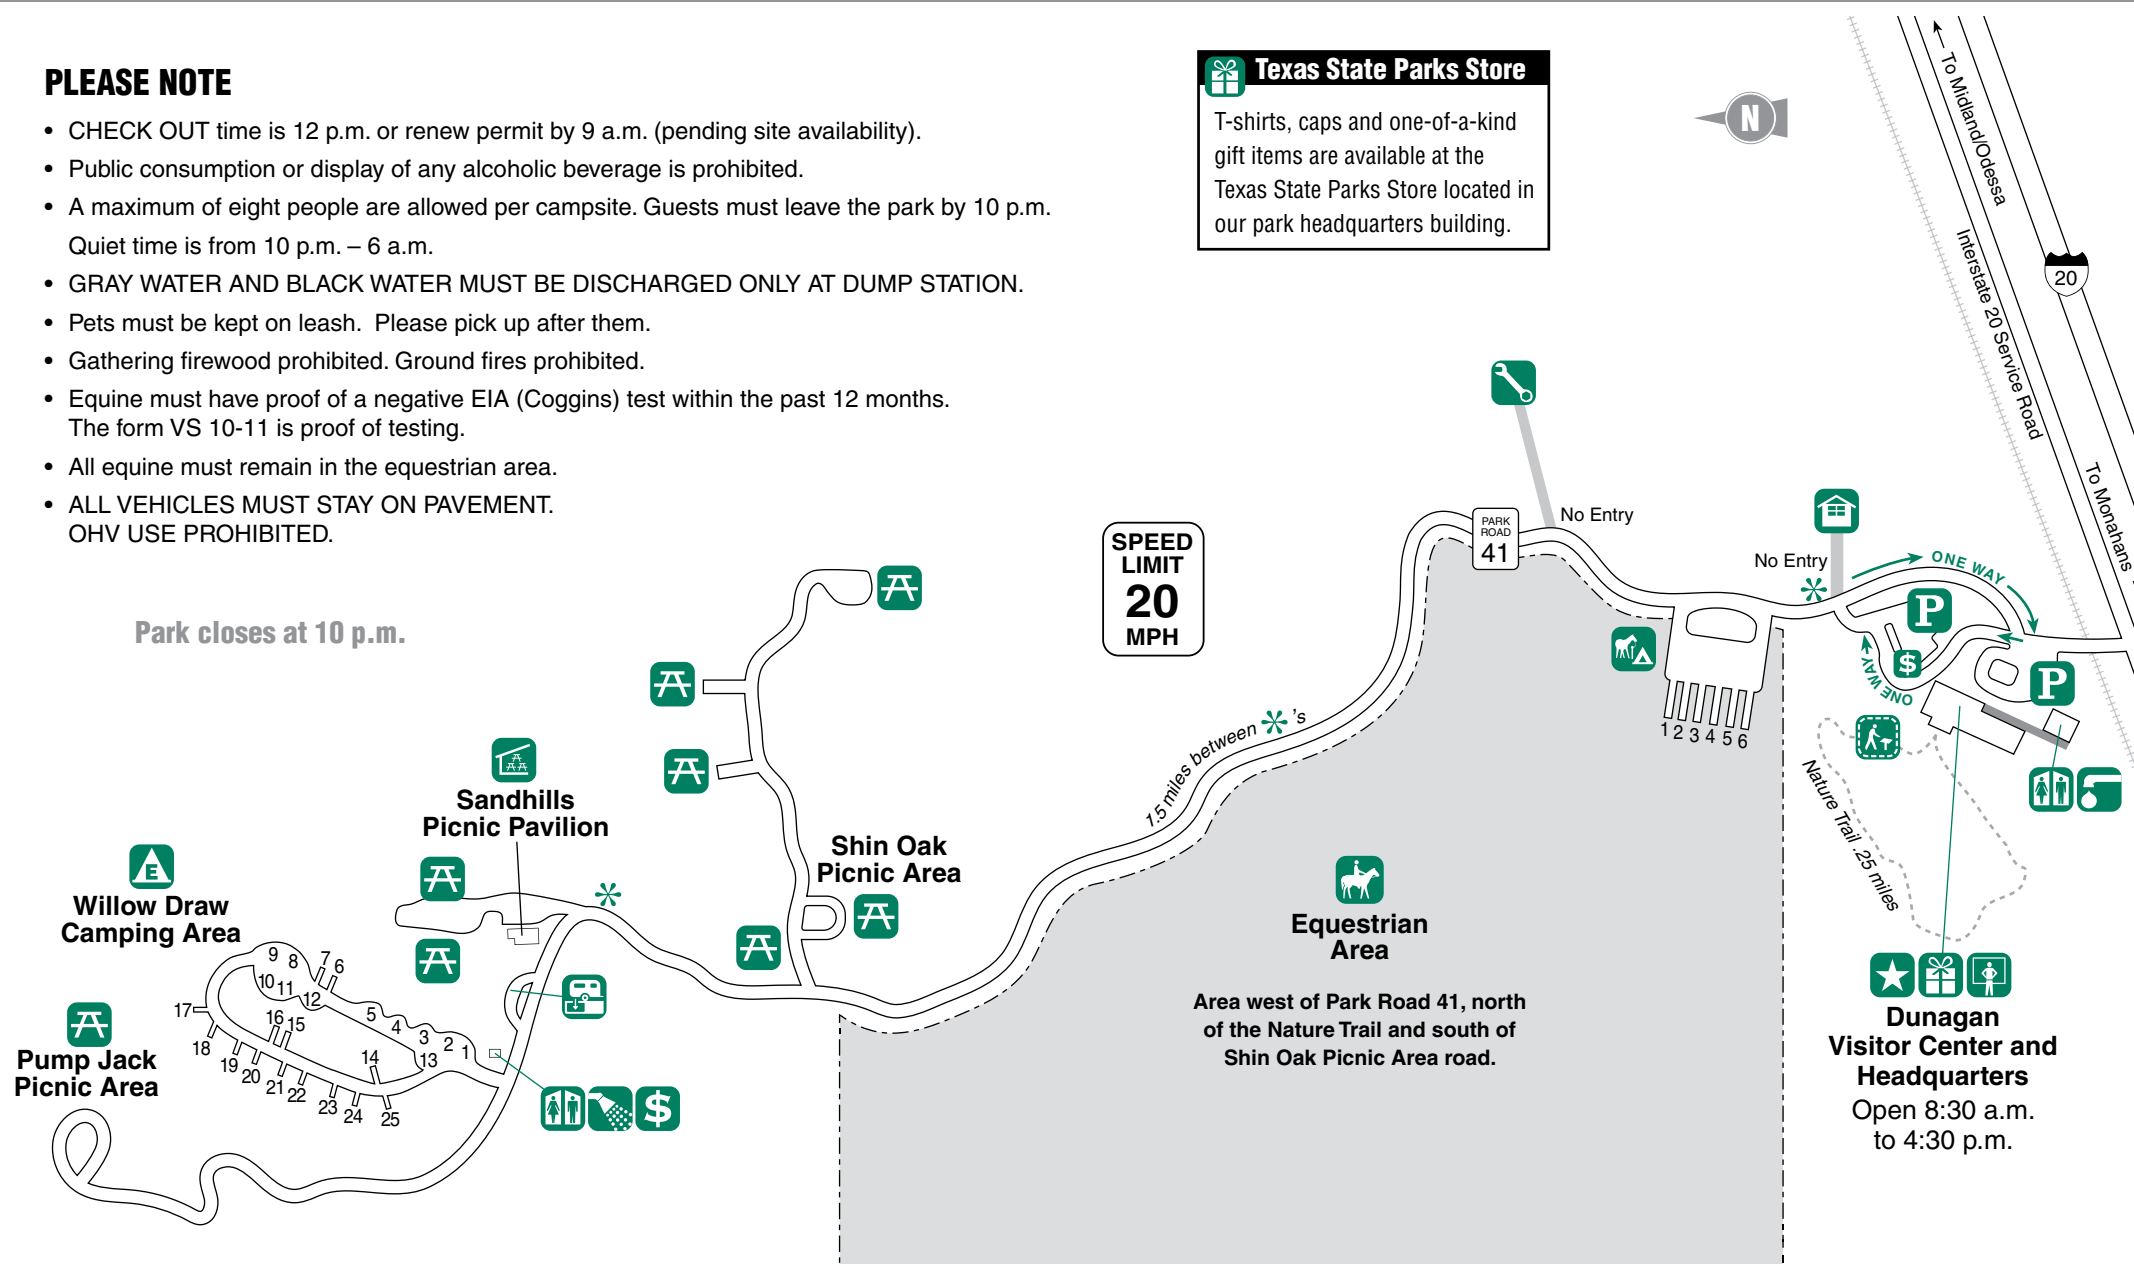 PLEASE NOTE
• CHECK OUT time is 12 p.m. or renew permit by 9 a.m. (pending site availability).
• Public consumption or display of any alcoholic beverage is prohibited.
• A maximum of eight people are allowed per campsite. Guests must leave the park by 10 p.m.
Quiet time is from 10 p.m. – 6 a.m.
• GRAY WATER AND BLACK WATER MUST BE DISCHARGED ONLY AT DUMP STATION.
• Pets must be kept on leash.  Please pick up after them.
• Gathering firewood prohibited. Ground fires prohibited.
• Equine must have proof of a negative EIA (Coggins) test within the past 12 months.
The form VS 10-11 is proof of testing.
• All equine must remain in the equestrian area.
• ALL VEHICLES MUST STAY ON PAVEMENT.
OHV USE PROHIBITED.
Park closes at 10 p.m.
Texas State Parks Store
T-shirts, caps and one-of-a-kind
gift items are available at the
Texas State Parks Store located in
our park headquarters building.
N
To Midland/Odessa
Interstate 20 Service Road
20
To Monahans
SPEED
LIMIT
20
MPH
PARK
ROAD
41
No Entry
No Entry
ONE WAY
P
$
ONE WAY
P
1 2 3 4 5 6
1.5 miles between *'s
Nature Trail .25 miles
Sandhills
Picnic Pavilion
Shin Oak
Picnic Area
E
Willow Draw
Camping Area
Pump Jack
Picnic Area
9
8
7
6
10
11
12
5
4
3
2
1
13
14
16
15
17
18
19
20
21
22
23
24
25
$
Equestrian
Area
Area west of Park Road 41, north
of the Nature Trail and south of
Shin Oak Picnic Area road.
Dunagan
Visitor Center and
Headquarters
Open 8:30 a.m.
to 4:30 p.m.